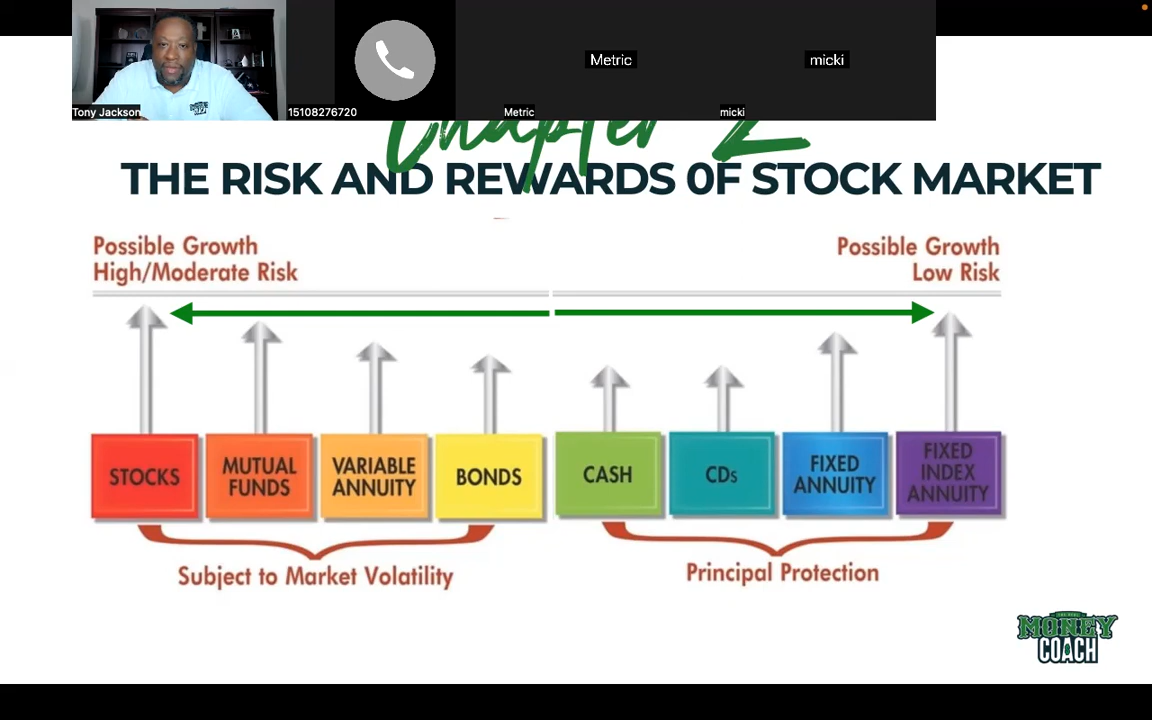 Metric
micki
Tony Jackson
15108276720
Metric
micki
Chapter 2
THE RISK AND REWARDS 0F STOCK MARKET
Possible Growth
High/Moderate Risk
Possible Growth
Low Risk
STOCKS
MUTUAL
FUNDS
VARIABLE
ANNUITY
BONDS
CASH
CDs
FIXED
ANNUITY
FIXED
INDEX
ANNUITY
Subject to Market Volatility
Principal Protection
MONEY
COACH